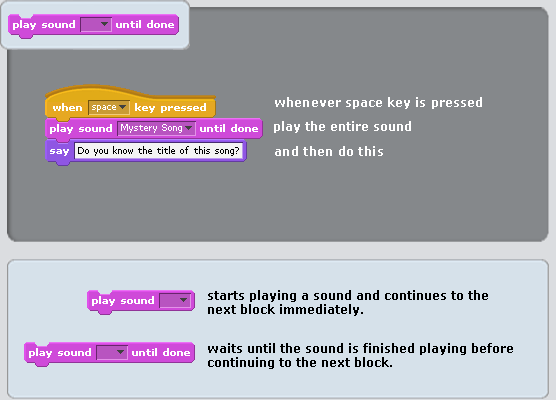 play sound until done
when space key pressed
whenever space key is pressed
play sound Mystery Song until done
play the entire sound
say Do you know the title of this song?
and then do this
play sound
starts playing a sound and continues to the
next block immediately.
play sound until done
waits until the sound is finished playing before
continuing to the next block.